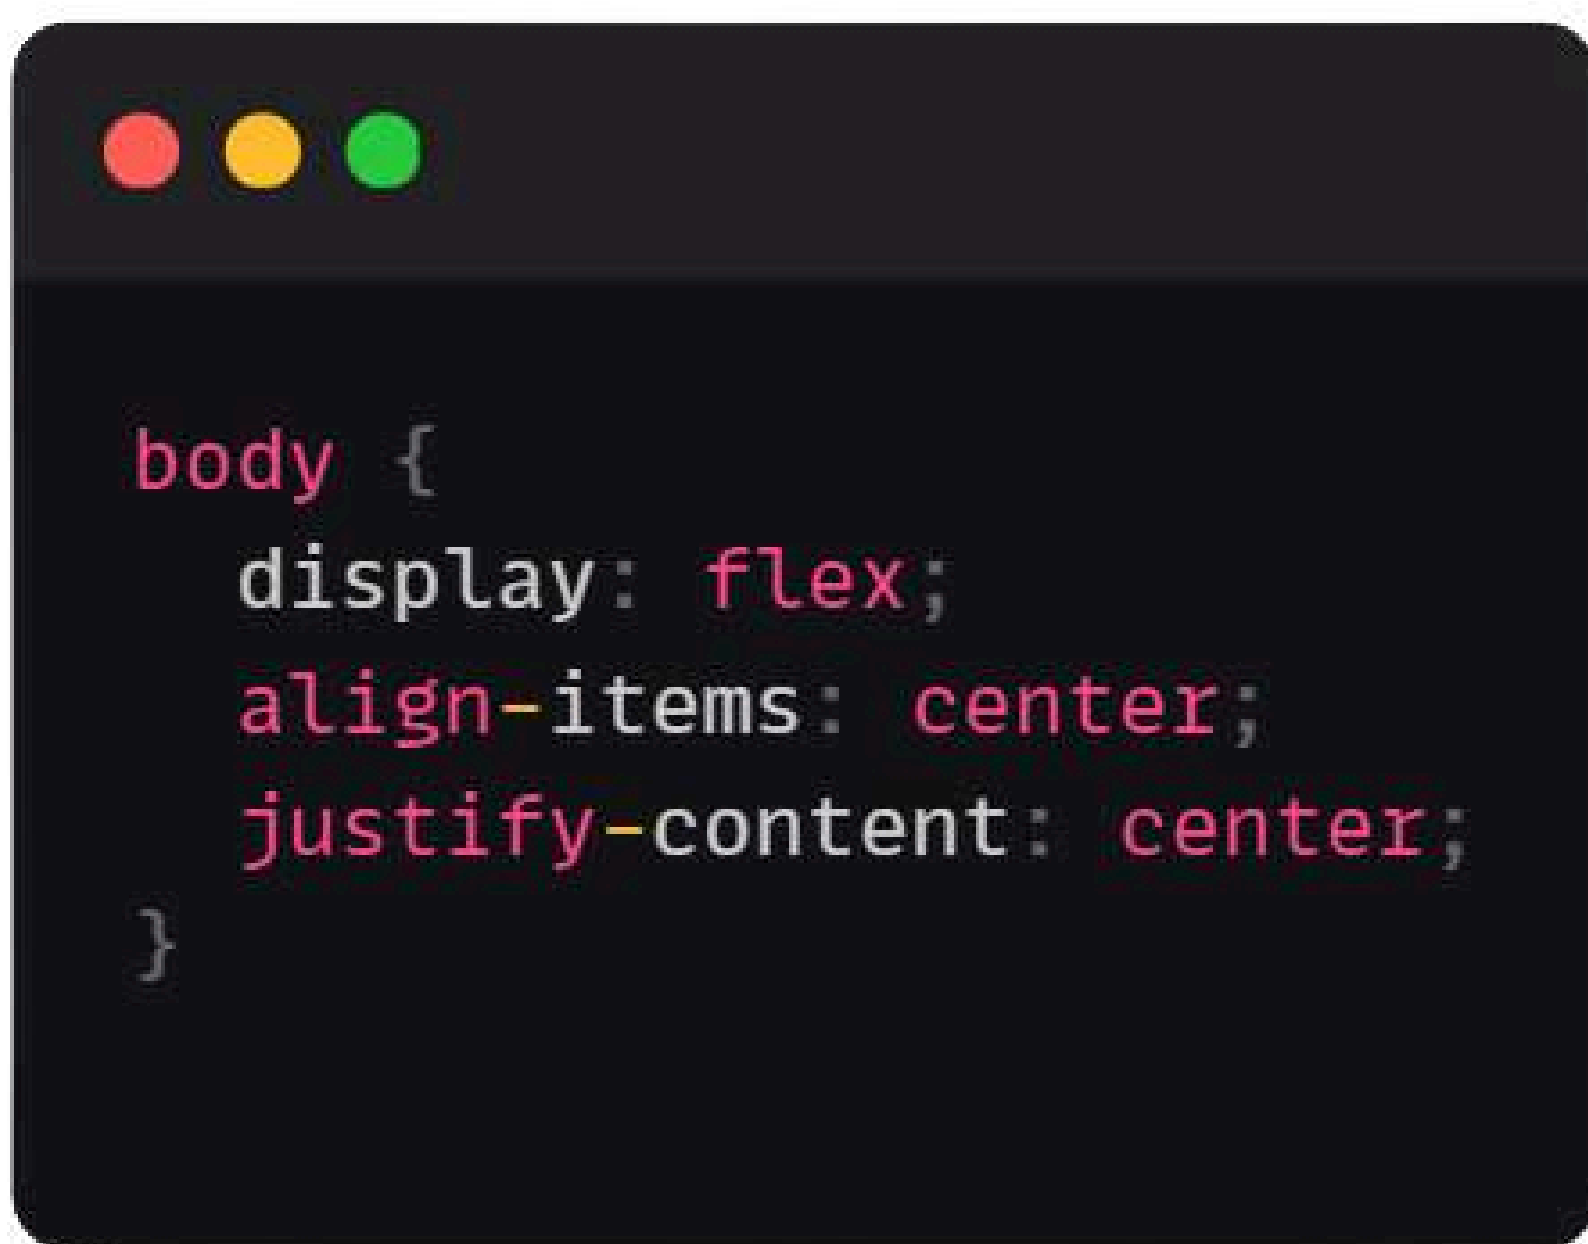 body {
display: flex;
align-items: center;
justify-content: center;
}